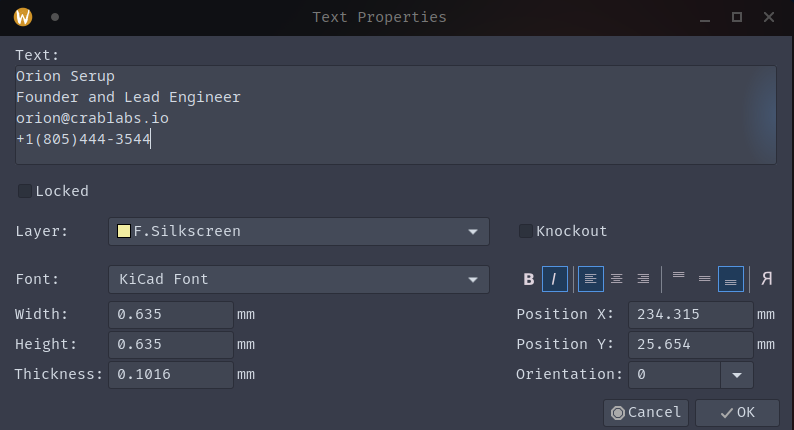 Text Properties
Text:
Orion Serup
Founder and Lead Engineer
orion@crablabs.io
+1(805)444-3544
Locked
Layer: F.Silkscreen Knockout
Font: KiCad Font B I Я
Width: 0.635 mm Position X: 234.315 mm
Height: 0.635 mm Position Y: 25.654 mm
Thickness: 0.1016 mm Orientation: 0
Cancel OK